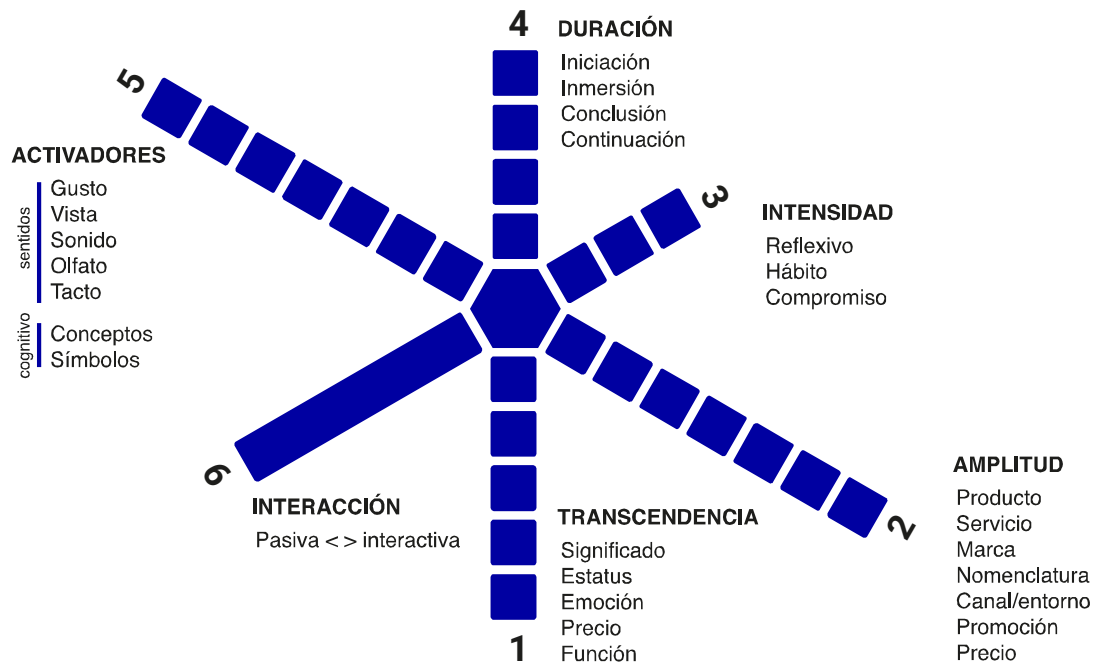 4
DURACIÓN
Iniciación
Inmersión
Conclusión
Continuación
5
ACTIVADORES
sentidos
Gusto
Vista
Sonido
Olfato
Tacto
cognitivo
Conceptos
Símbolos
3
INTENSIDAD
Reflexivo
Hábito
Compromiso
6
INTERACCIÓN
Pasiva < > interactiva
1
TRANSCENDENCIA
Significado
Estatus
Emoción
Precio
Función
2
AMPLITUD
Producto
Servicio
Marca
Nomenclatura
Canal/entorno
Promoción
Precio